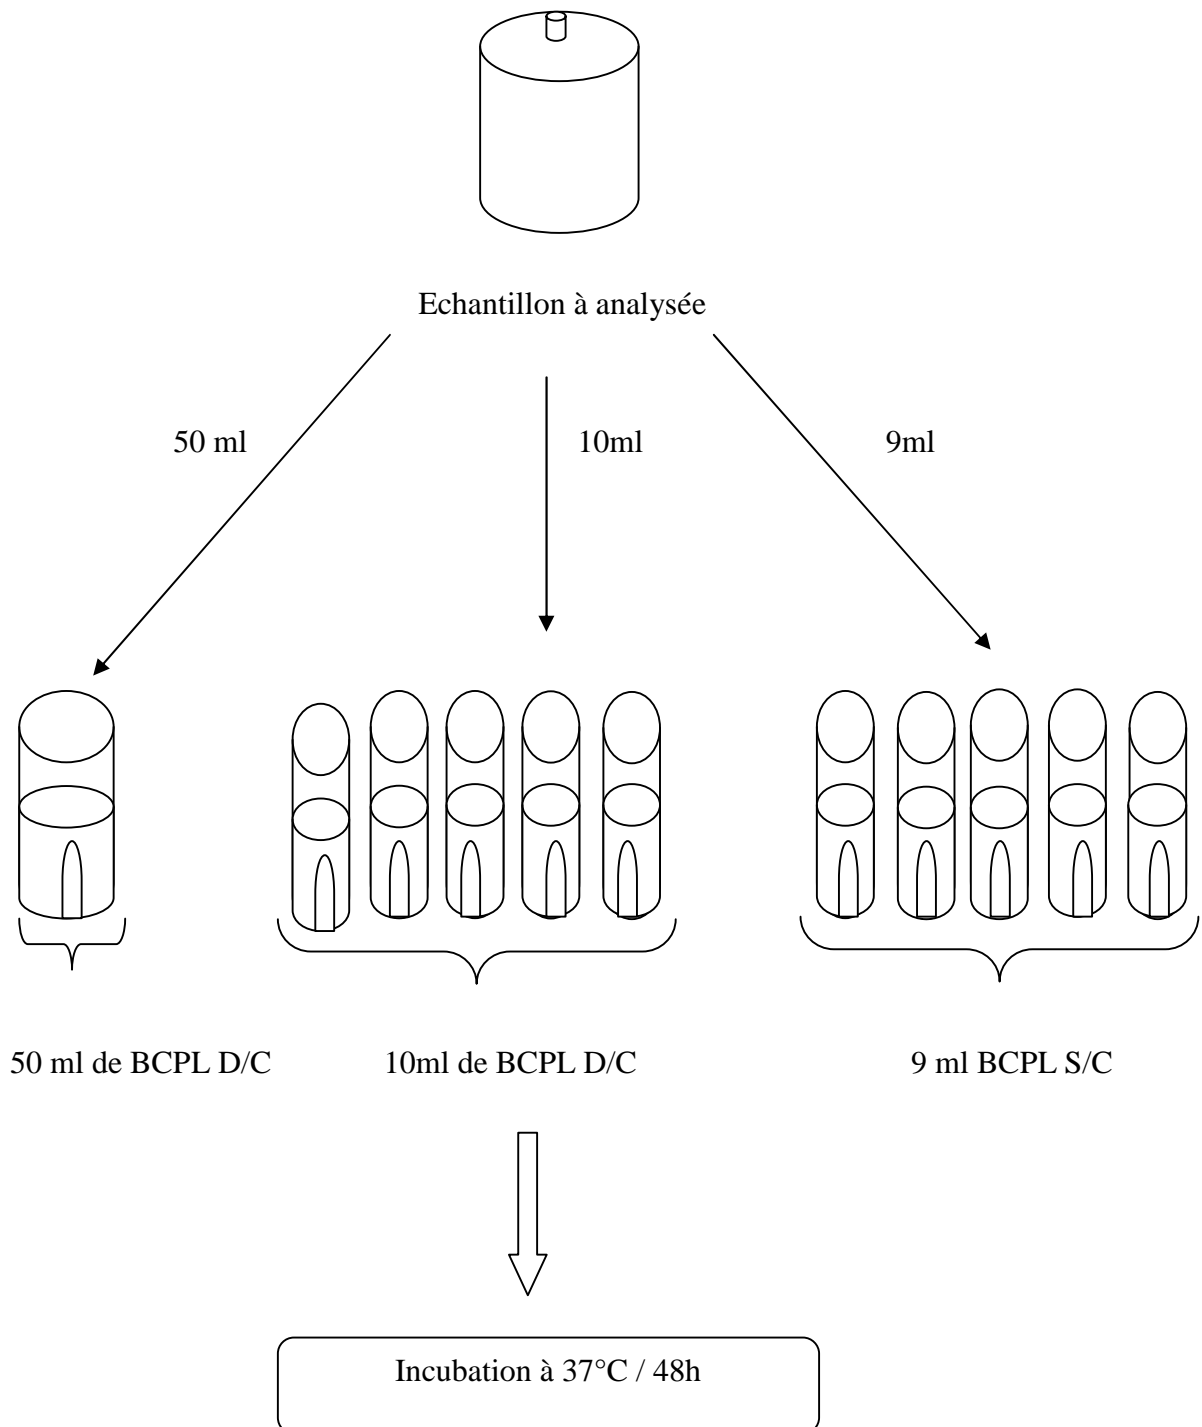 Echantillon à analysée
50 ml
10ml
9ml
50 ml de BCPL D/C
10ml de BCPL D/C
9 ml BCPL S/C
Incubation à 37°C / 48h